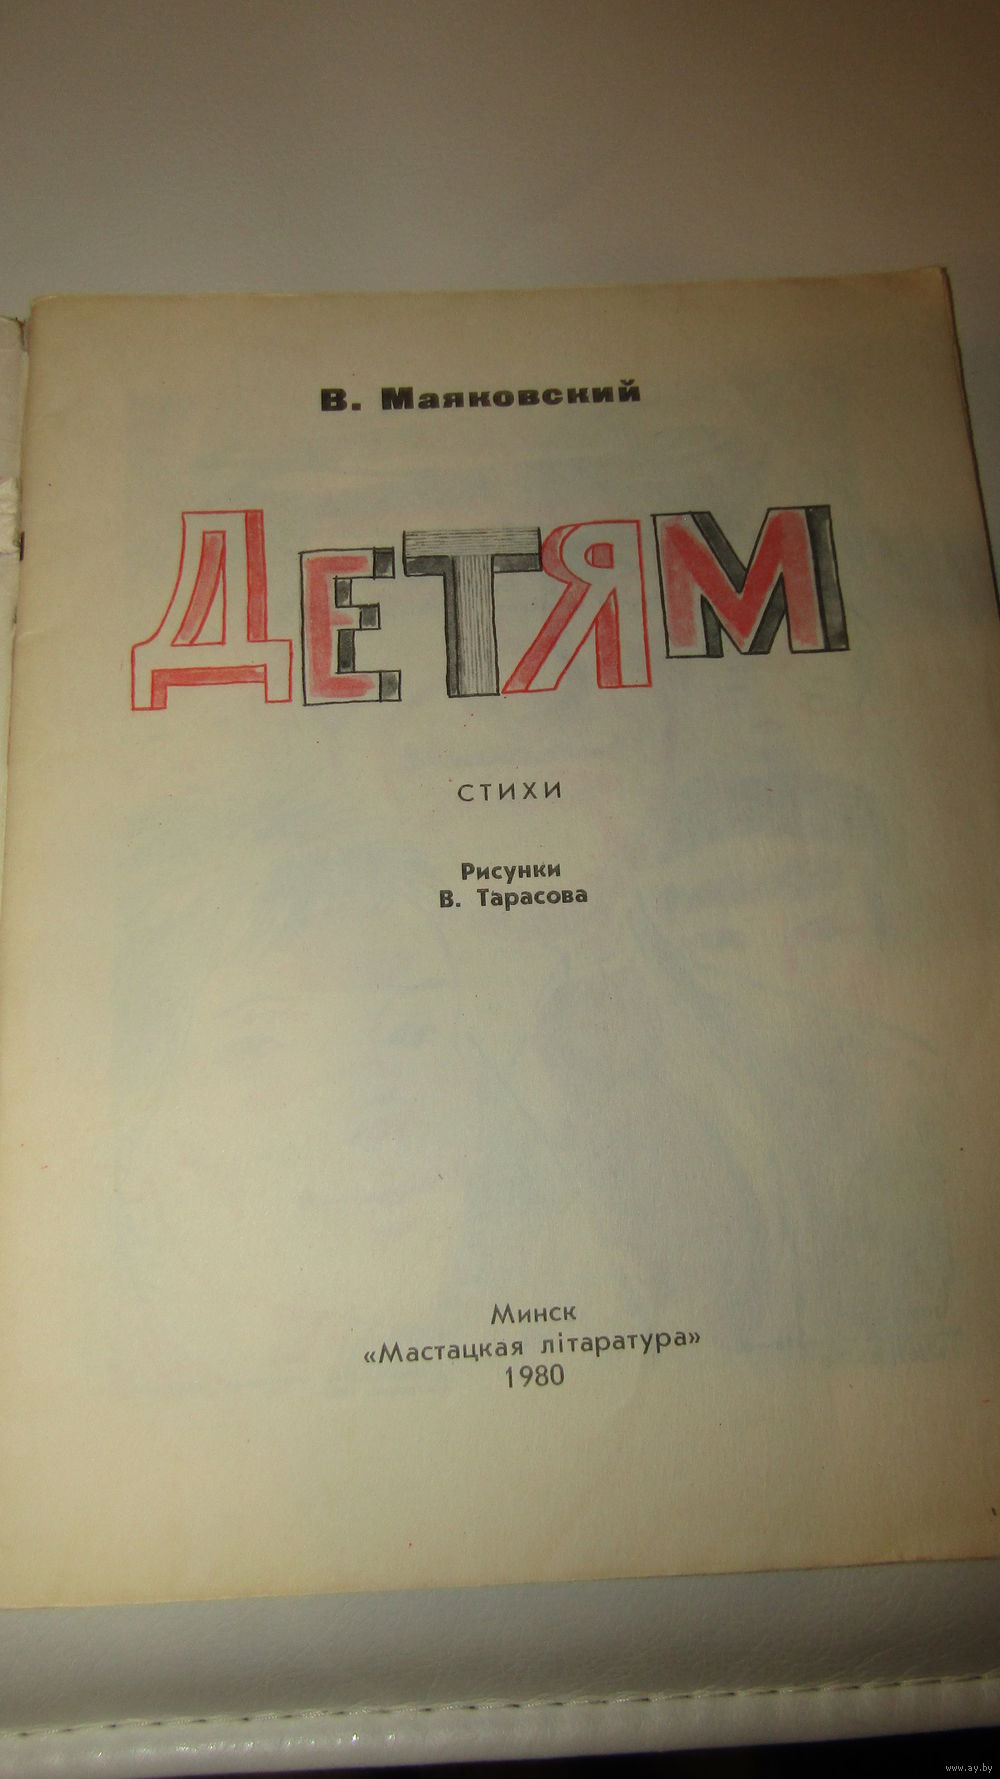 В. Маяковский
ДЕТЯМ
СТИХИ
Рисунки
В. Тарасова
Минск
«Мастацкая літаратура»
1980
www.ay.by